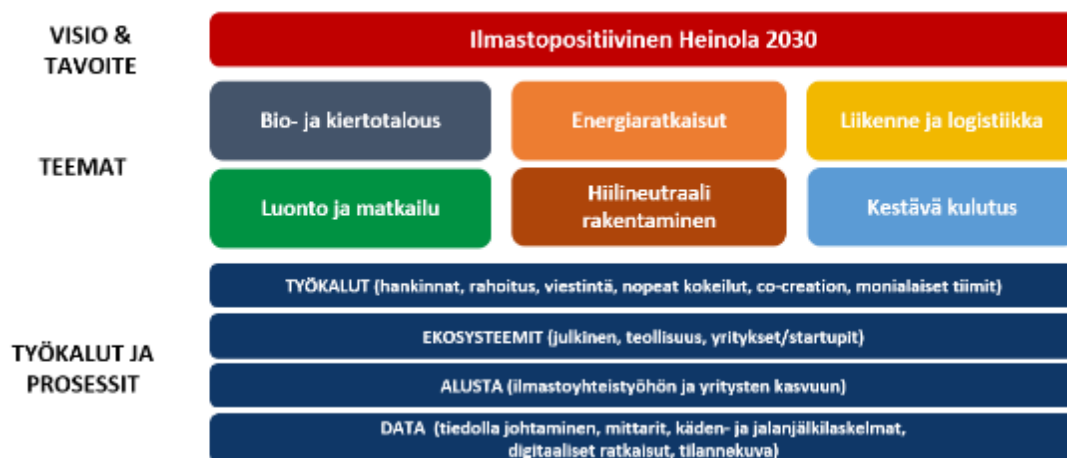 VISIO &
TAVOITE
Ilmastopositiivinen Heinola 2030
TEEMAT
Bio- ja kiertotalous
Energiaratkaisut
Liikenne ja logistiikka
Luonto ja matkailu
Hiilineutraali
rakentaminen
Kestävä kulutus
TYÖKALUT JA
PROSESSIT
TYÖKALUT (hankinnat, rahoitus, viestintä, nopeat kokeilut, co-creation, monialaiset tiimit)
EKOSYSTEEMIT (julkinen, teollisuus, yritykset/startupit)
ALUSTA (ilmastoyhteistyöhön ja yritysten kasvuun)
DATA (tiedolla johtaminen, mittarit, käden- ja jalanjälkilaskelmat,
digitaaliset ratkaisut, tilannekuva)